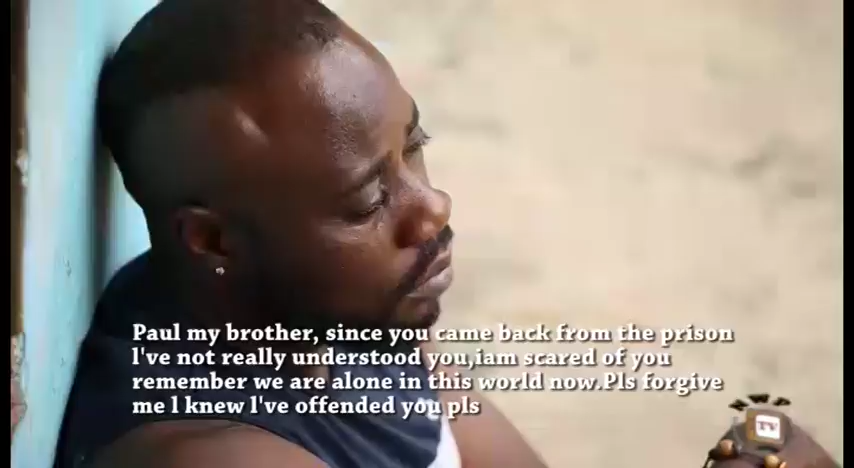 Paul my brother, since you came back from the prison
l've not really understood you,iam scared of you
remember we are alone in this world now.Pls forgive
me l knew l've offended you pls
TV